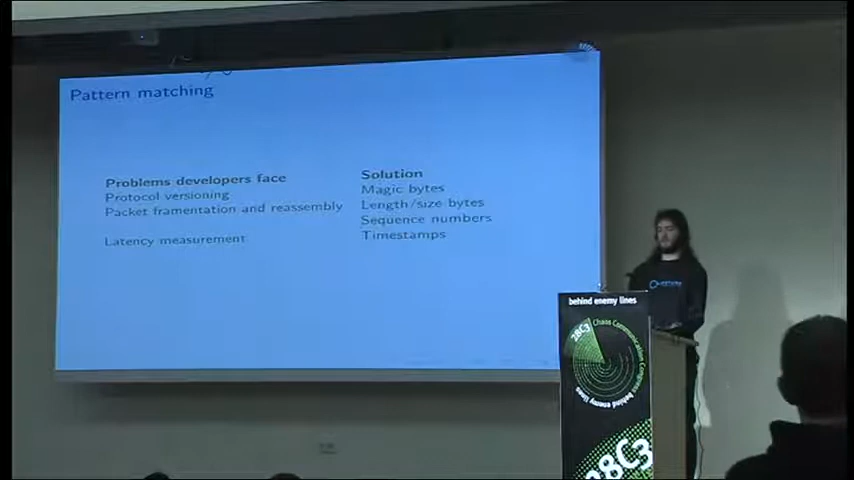 Pattern matching
Problems developers face
Protocol versioning
Packet framentation and reassembly
Latency measurement
Solution
Magic bytes
Length/size bytes
Sequence numbers
Timestamps
behind enemy lines
28C3
Chaos Communication Congress
behind enemy lines
28C3